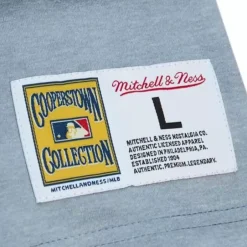 COOPERSTOWN
COLLECTION
MITCHELLANDNESS/MLB
Mitchell & Ness
L
MITCHELL & NESS NOSTALGIA CO.
AUTHENTIC LICENSED APPAREL
DESIGNED IN PHILADELPHIA, PA.
ESTABLISHED 1904
AUTHENTIC. PREMIUM. LEGENDARY.